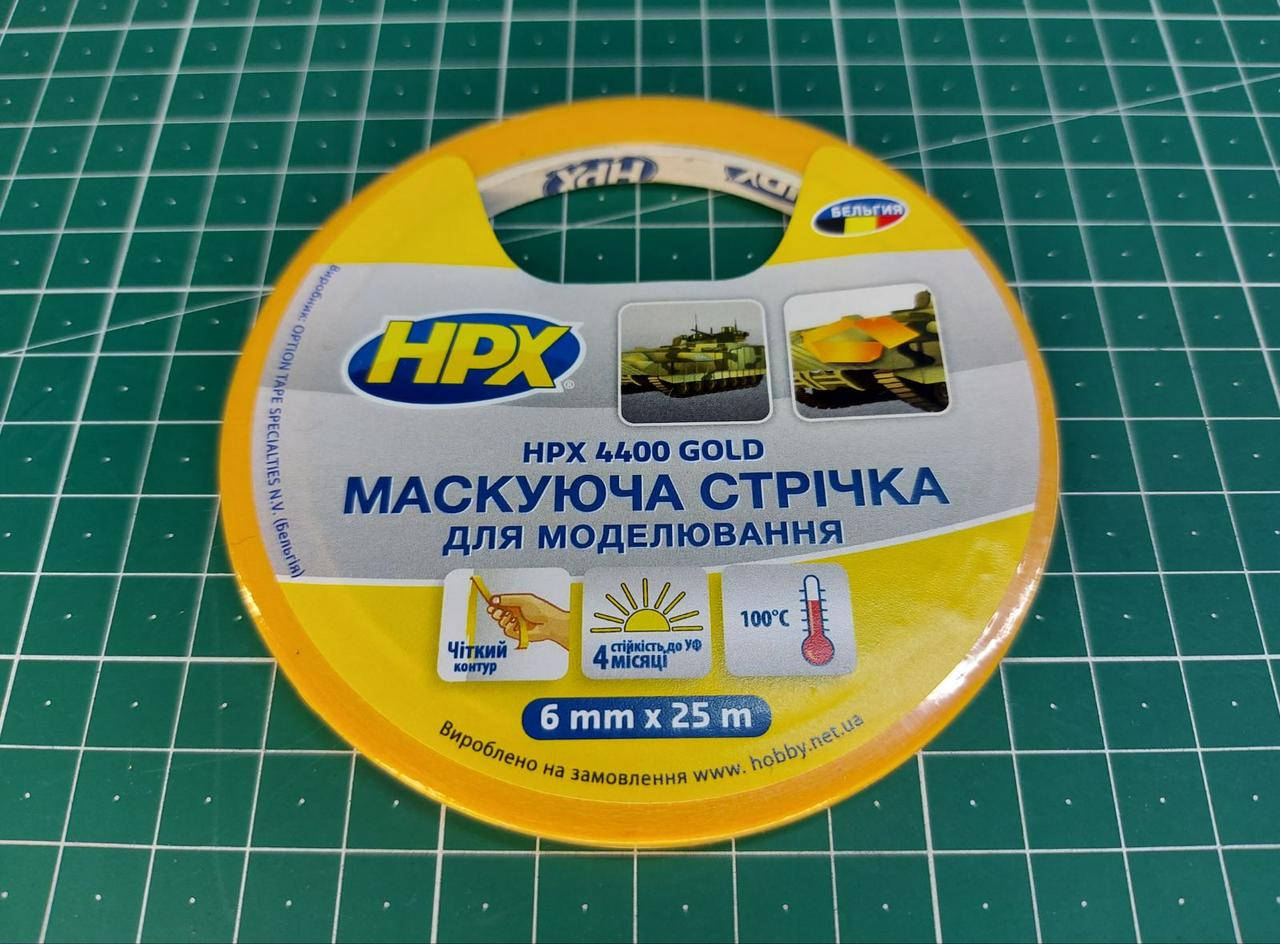 HPX
HPX
БЕЛЬГИЯ
HPX®
Виробник: OPTION TAPE SPECIALTIES N.V. (Бельгія)
HPX 4400 GOLD
МАСКУЮЧА СТРІЧКА
ДЛЯ МОДЕЛЮВАННЯ
Чіткий
контур
4 стійкість до УФ
місяці
100°C
6 mm x 25 m
Вироблено на замовлення www. hobby.net.ua